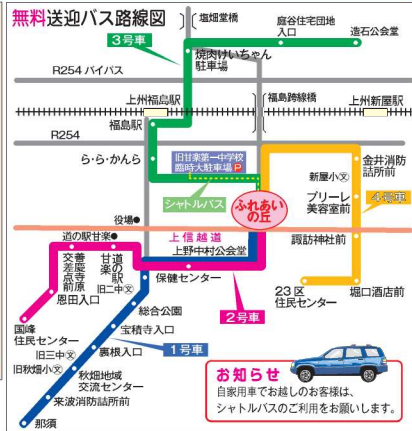 無料送迎バス路線図
塩畑堂橋
庭谷住宅団地
入口
造石公会堂
3号車
焼肉けいちゃん
駐車場
R254 バイパス
上州福島駅
福島跨線橋
上州新屋駅
福島駅
R254
ら・ら・かんら
旧甘楽第一中学校
臨時大駐車場 P
新屋小 文
金井消防
詰所前
プリーレ
美容室前
4号車
シャトルバス
ふれあい
の丘
役場
上信越道
諏訪神社前
道の駅甘楽
上野中村公会堂
善慶寺前
交差点原
甘楽の駅
道の駅
旧二中 文
保健センター
恩田入口
2号車
23区
住民センター
堀口酒店前
総合公園
国峰
住民センター
宝積寺入口
旧三中 文
旧秋畑小 文
裏根入口
1号車
秋畑地域
交流センター
来波消防詰所前
那須
お知らせ
自家用車でお越しのお客様は、
シャトルバスのご利用をお願いします。